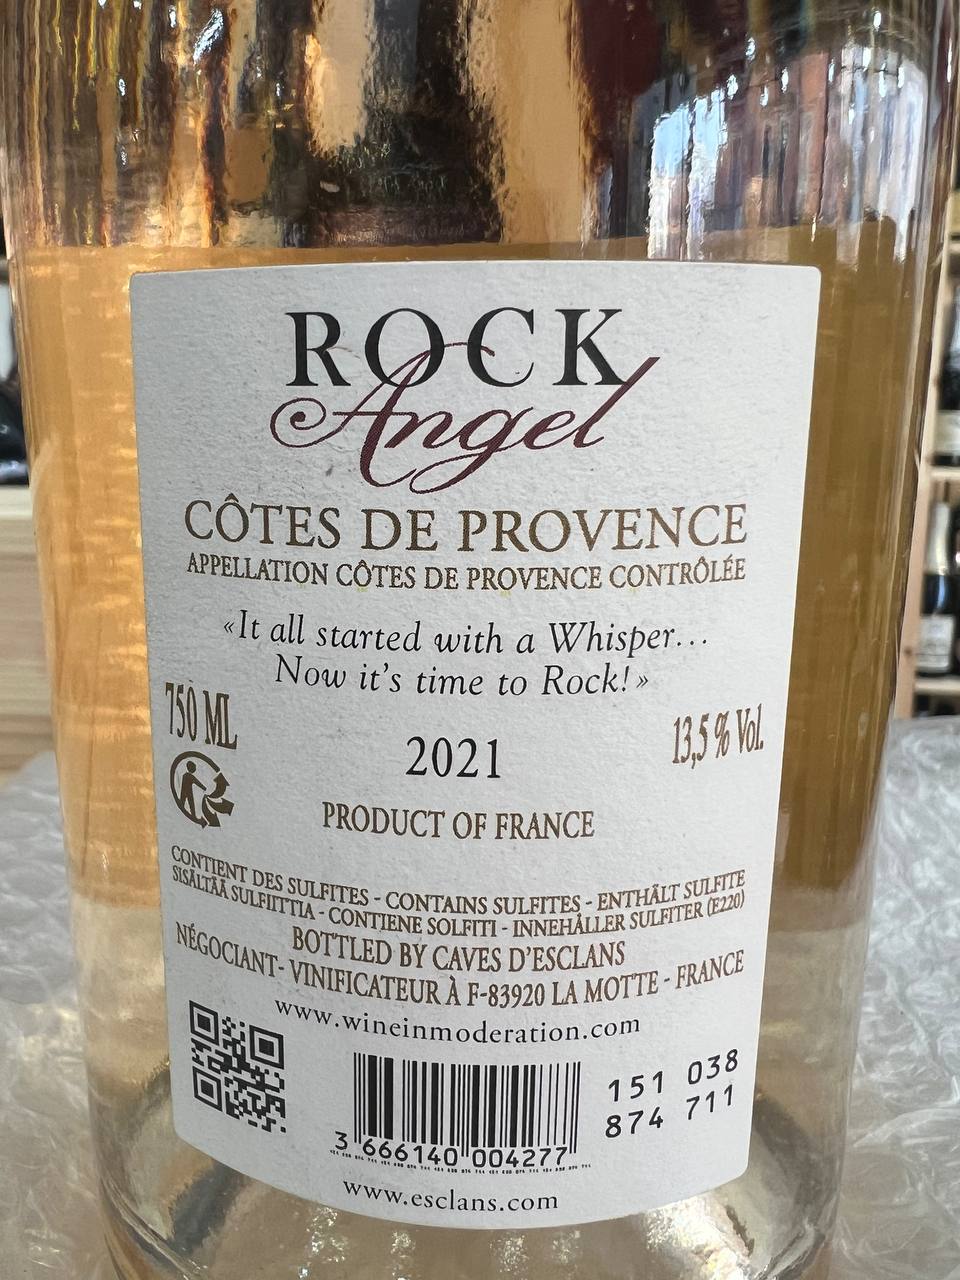 ROCK
Angel
CÔTES DE PROVENCE
APPELLATION CÔTES DE PROVENCE CONTRÔLÉE
«It all started with a Whisper...
Now it's time to Rock!»
750 ML
13,5 % Vol.
2021
PRODUCT OF FRANCE
CONTIENT DES SULFITES - CONTAINS SULFITES - ENTHÄLT SULFITE
SISÄLTÄÄ SULFIITTIA - CONTIENE SOLFITI - INNEHÅLLER SULFITER (E220)
BOTTLED BY CAVES D'ESCLANS
NÉGOCIANT- VINIFICATEUR À F-83920 LA MOTTE - FRANCE
www.wineinmoderation.com
151 038
874 711
3 666140 004277
www.esclans.com